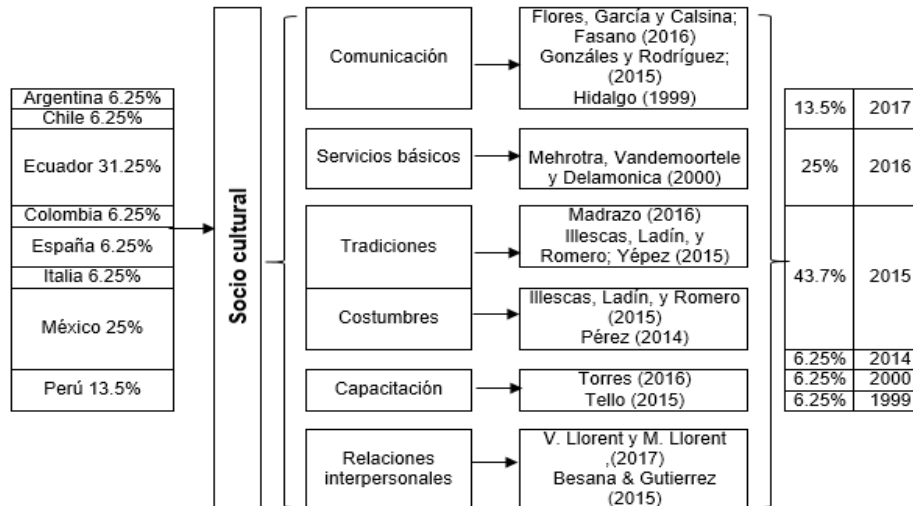 Argentina 6.25%
Chile 6.25%
Ecuador 31.25%
Colombia 6.25%
España 6.25%
Italia 6.25%
México 25%
Perú 13.5%
Socio cultural
Comunicación
Flores, García y Calsina;
Fasano (2016)
Gonzáles y Rodríguez;
(2015)
Hidalgo (1999)
Servicios básicos
Mehrotra, Vandemoortele
y Delamonica (2000)
Tradiciones
Madrazo (2016)
Illescas, Ladín, y
Romero; Yépez (2015)
Costumbres
Illescas, Ladín, y Romero
(2015)
Pérez (2014)
Capacitación
Torres (2016)
Tello (2015)
Relaciones
interpersonales
V. Llorent y M. Llorent
,(2017)
Besana & Gutierrez
(2015)
13.5% 2017
25% 2016
43.7% 2015
6.25% 2014
6.25% 2000
6.25% 1999